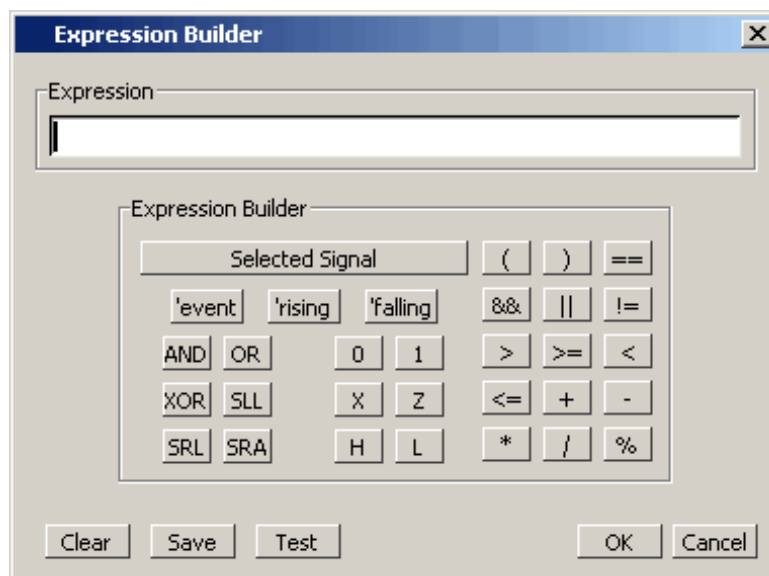 Expression Builder
Expression
Expression Builder
Selected Signal ( ) ==
'event 'rising 'falling && || !=
AND OR 0 1 > >= <
XOR SLL X Z <= + -
SRL SRA H L * / %
Clear Save Test OK Cancel